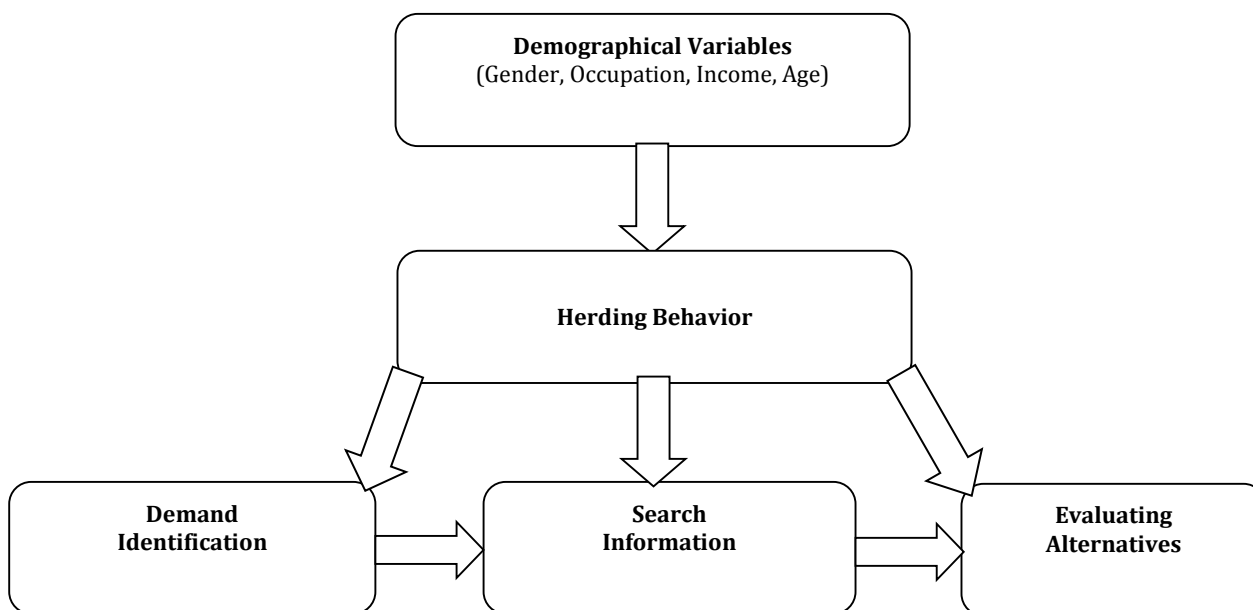 Demographical Variables
(Gender, Occupation, Income, Age)
Herding Behavior
Demand
Identification
Search
Information
Evaluating
Alternatives